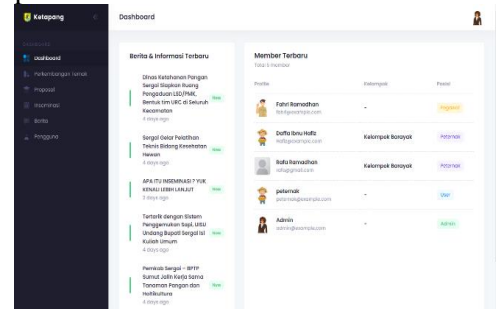 Ketapang
Dashboard
DASHBOARD
Dashboard
Perkembangan Ternak
Proposal
Inseminasi
Berita
Pengguna
Berita & Informasi Terbaru
Dinas Ketahanan Pangan
Sergai Siapkan Ruang
Pengaduan LSD/PMK,
Bentuk tim URC di Seluruh
Kecamatan
4 days ago
New
Sergai Gelar Pelatihan
Teknis Bidang Kesehatan
Hewan
4 days ago
New
APA ITU INSEMINASI ? YUK
KENALI LEBIH LANJUT
3 days ago
New
Tertarik dengan Sistem
Penggemukan Sapi, UISU
Undang Bupati Sergai Isi
Kuliah Umum
4 days ago
New
Pemkab Sergai – BPTP
Sumut Jalin Kerja Sama
Tanaman Pangan dan
Holtikultura
4 days ago
New
Member Terbaru
Total 5 member
Profile
Kelompok
Posisi
Fahri Ramadhan
fahri@example.com
-
Pegawai
Daffa Ibnu Hafiz
daffa@example.com
Kelompok Borayak
Peternak
Rafa Ramadhan
rafa@gmail.com
Kelompok Borayak
Peternak
peternak
peternak@example.com
-
User
Admin
admin@example.com
-
Admin